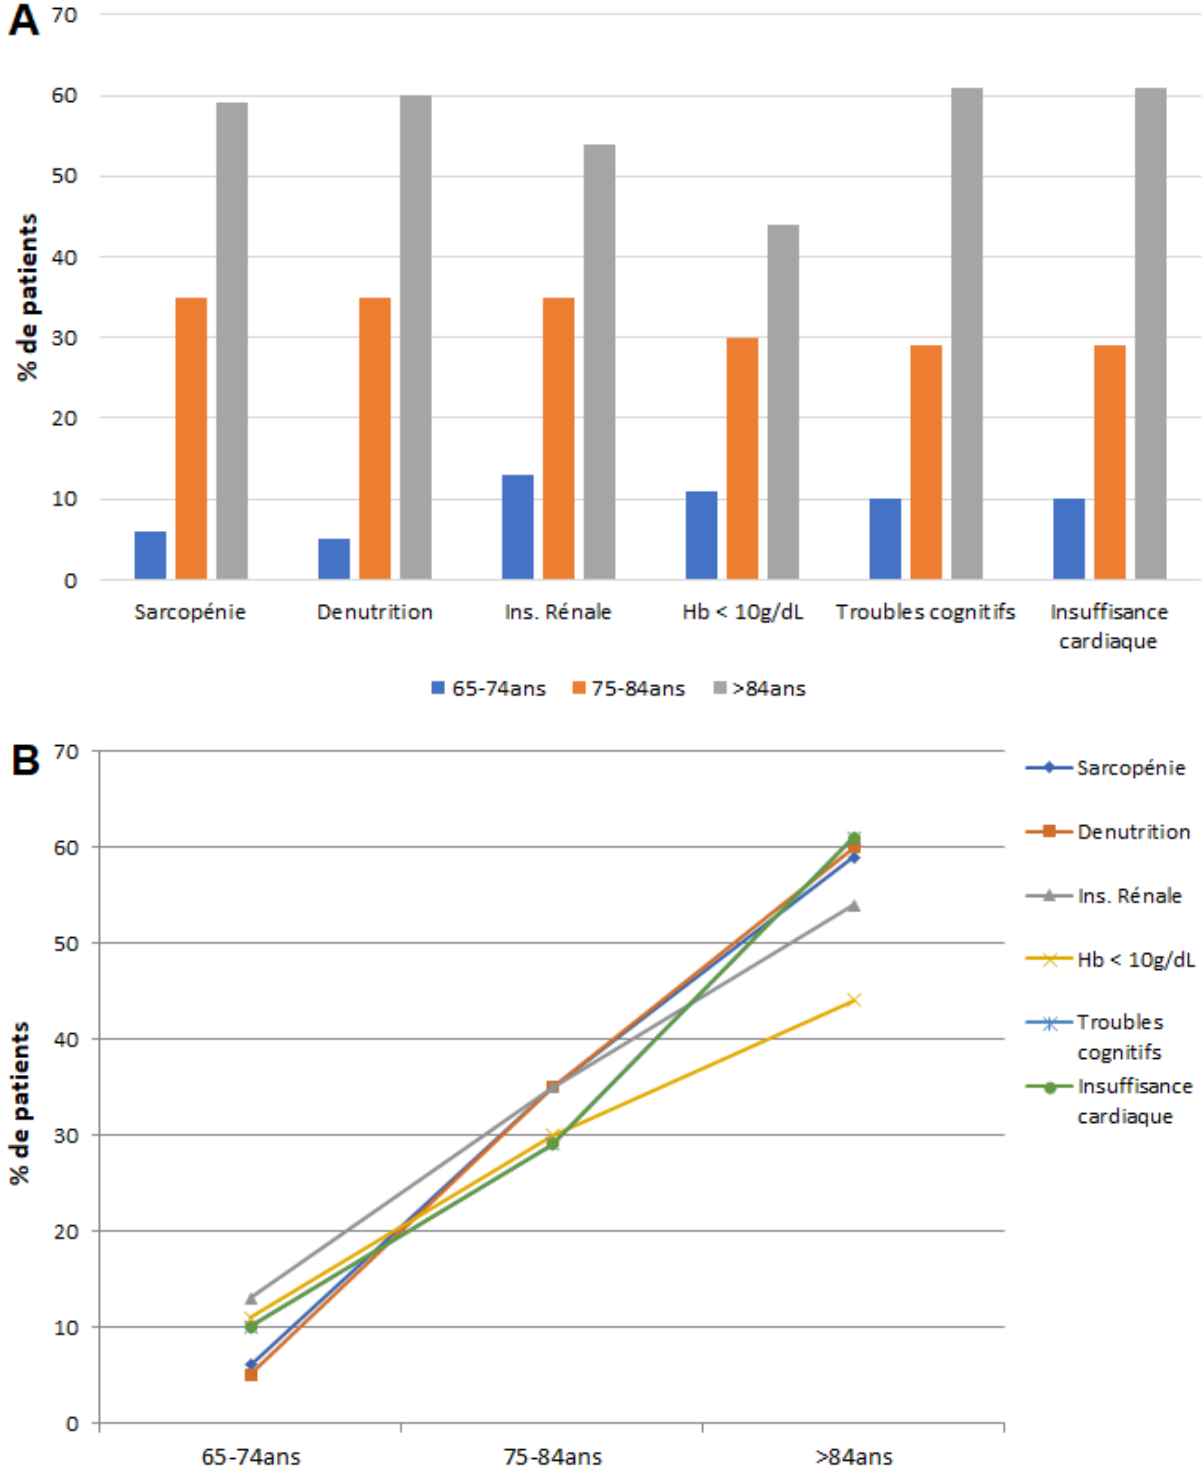 A
70
60
50
40
30
20
10
0
% de patients
Sarcopénie
Denutrition
Ins. Rénale
Hb < 10g/dL
Troubles cognitifs
Insuffisance
cardiaque
65-74ans
75-84ans
>84ans
B
70
60
50
40
30
20
10
0
% de patients
65-74ans
75-84ans
>84ans
Sarcopénie
Denutrition
Ins. Rénale
Hb < 10g/dL
Troubles
cognitifs
Insuffisance
cardiaque